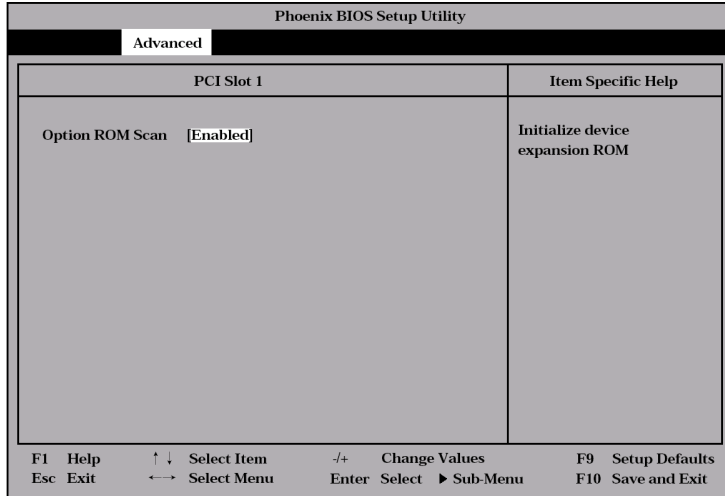 Phoenix BIOS Setup Utility
Advanced
PCI Slot 1
Item Specific Help
Option ROM Scan [Enabled]
Initialize device
expansion ROM
F1 Help ↑ ↓ Select Item -/+ Change Values F9 Setup Defaults
Esc Exit ←→ Select Menu Enter Select ▶ Sub-Menu F10 Save and Exit